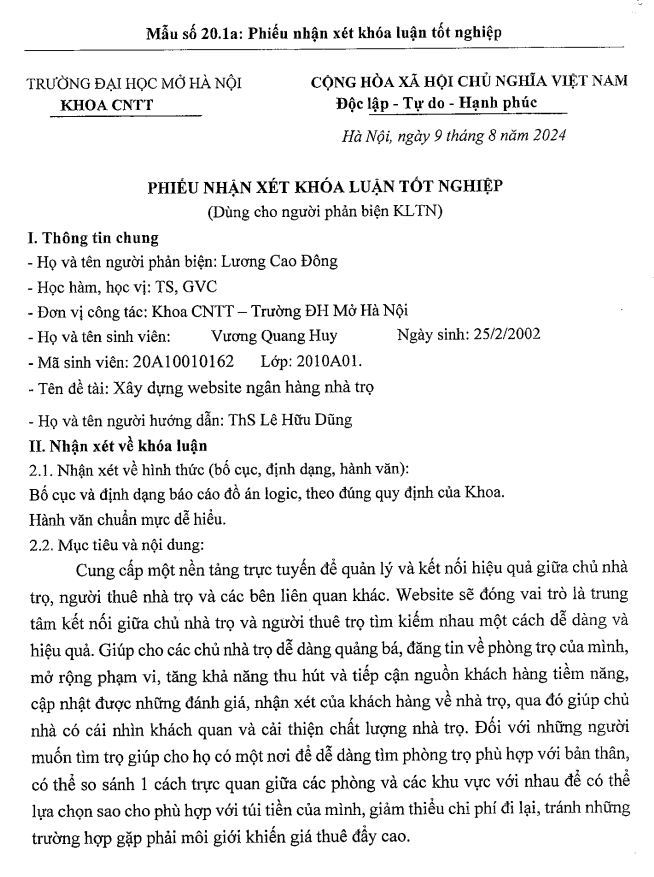 Mẫu số 20.1a: Phiếu nhận xét khóa luận tốt nghiệp
TRƯỜNG ĐẠI HỌC MỞ HÀ NỘI
KHOA CNTT
CỘNG HÒA XÃ HỘI CHỦ NGHĨA VIỆT NAM
Độc lập - Tự do - Hạnh phúc
Hà Nội, ngày 9 tháng 8 năm 2024
PHIẾU NHẬN XÉT KHÓA LUẬN TỐT NGHIỆP
(Dùng cho người phản biện KLTN)
I. Thông tin chung
- Họ và tên người phản biện: Lương Cao Đông
- Học hàm, học vị: TS, GVC
- Đơn vị công tác: Khoa CNTT – Trường ĐH Mở Hà Nội
- Họ và tên sinh viên: Vương Quang Huy Ngày sinh: 25/2/2002
- Mã sinh viên: 20A10010162 Lớp: 2010A01.
- Tên đề tài: Xây dựng website ngân hàng nhà trọ
- Họ và tên người hướng dẫn: ThS Lê Hữu Dũng
II. Nhận xét về khóa luận
2.1. Nhận xét về hình thức (bố cục, định dạng, hành văn):
Bố cục và định dạng báo cáo đồ án logic, theo đúng quy định của Khoa.
Hành văn chuẩn mực dễ hiểu.
2.2. Mục tiêu và nội dung:
Cung cấp một nền tảng trực tuyến để quản lý và kết nối hiệu quả giữa chủ nhà
trọ, người thuê nhà trọ và các bên liên quan khác. Website sẽ đóng vai trò là trung
tâm kết nối giữa chủ nhà trọ và người thuê trọ tìm kiếm nhau một cách dễ dàng và
hiệu quả. Giúp cho các chủ nhà trọ dễ dàng quảng bá, đăng tin về phòng trọ của mình,
mở rộng phạm vi, tăng khả năng thu hút và tiếp cận nguồn khách hàng tiềm năng,
cập nhật được những đánh giá, nhận xét của khách hàng về nhà trọ, qua đó giúp chủ
nhà có cái nhìn khách quan và cải thiện chất lượng nhà trọ. Đối với những người
muốn tìm trọ giúp cho họ có một nơi để dễ dàng tìm phòng trọ phù hợp với bản thân,
có thể so sánh 1 cách trực quan giữa các phòng và các khu vực với nhau để có thể
lựa chọn sao cho phù hợp với túi tiền của mình, giảm thiểu chi phí đi lại, tránh những
trường hợp gặp phải môi giới khiến giá thuê đẩy cao.